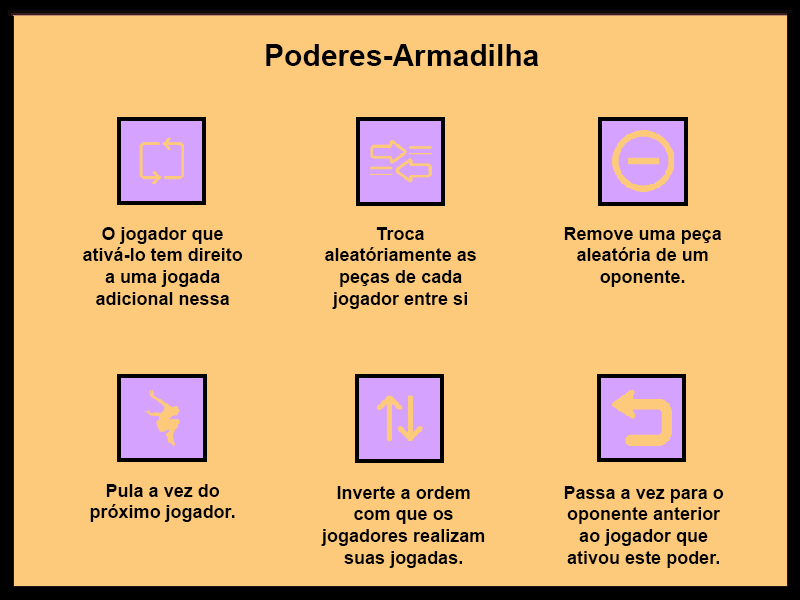 Poderes-Armadilha
O jogador que
ativá-lo tem direito
a uma jogada
adicional nessa
Troca
aleatóriamente as
peças de cada
jogador entre si
Remove uma peça
aleatória de um
oponente.
Pula a vez do
próximo jogador.
Inverte a ordem
com que os
jogadores realizam
suas jogadas.
Passa a vez para o
oponente anterior
ao jogador que
ativou este poder.